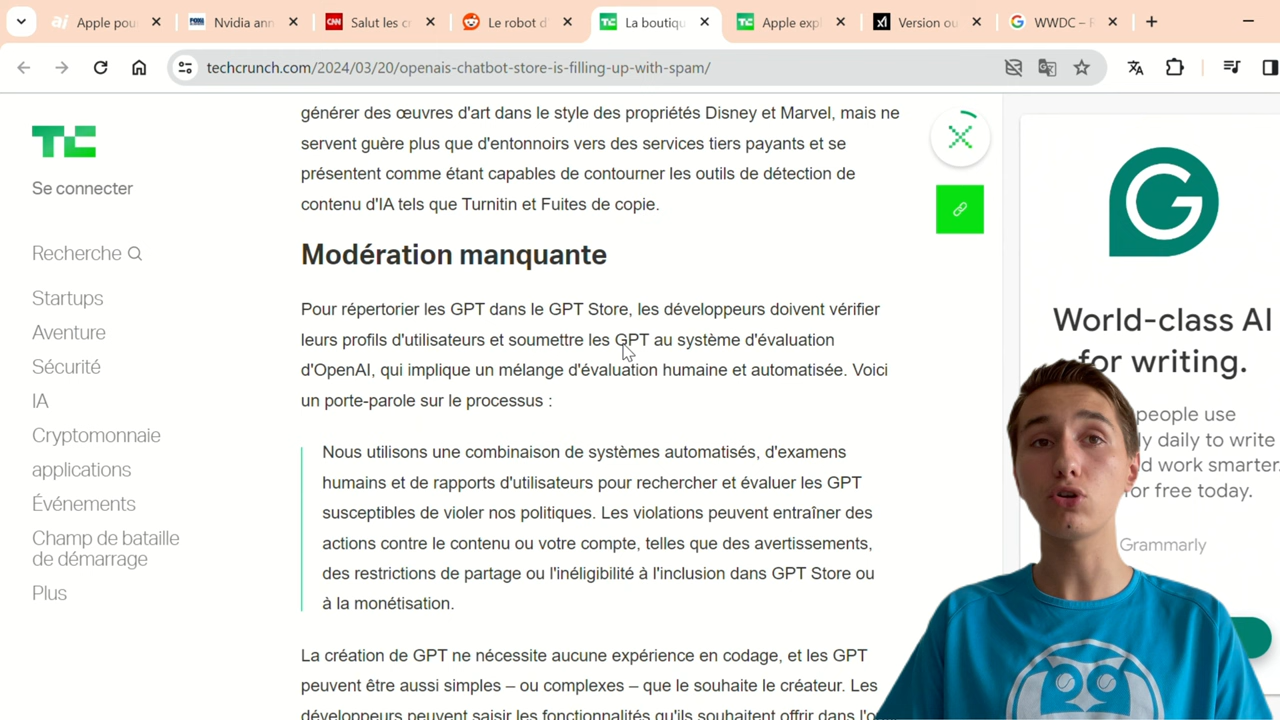 ai Apple pou
FOX Nvidia ann
CNN Salut les c
Le robot d'
TC La boutiqu
TC Apple exp
xI Version ou
G WWDC – R
techcrunch.com/2024/03/20/openais-chatbot-store-is-filling-up-with-spam/
TC
Se connecter
Recherche
Startups
Aventure
Sécurité
IA
Cryptomonnaie
applications
Événements
Champ de bataille
de démarrage
Plus
générer des œuvres d'art dans le style des propriétés Disney et Marvel, mais ne
servent guère plus que d'entonnoirs vers des services tiers payants et se
présentent comme étant capables de contourner les outils de détection de
contenu d'IA tels que Turnitin et Fuites de copie.
Modération manquante
Pour répertorier les GPT dans le GPT Store, les développeurs doivent vérifier
leurs profils d'utilisateurs et soumettre les GPT au système d'évaluation
d'OpenAI, qui implique un mélange d'évaluation humaine et automatisée. Voici
un porte-parole sur le processus :
Nous utilisons une combinaison de systèmes automatisés, d'examens
humains et de rapports d'utilisateurs pour rechercher et évaluer les GPT
susceptibles de violer nos politiques. Les violations peuvent entraîner des
actions contre le contenu ou votre compte, telles que des avertissements,
des restrictions de partage ou l'inéligibilité à l'inclusion dans GPT Store ou
à la monétisation.
La création de GPT ne nécessite aucune expérience en codage, et les GPT
peuvent être aussi simples – ou complexes – que le souhaite le créateur. Les
développeurs peuvent saisir les fonctionnalités qu'ils souhaitent offrir dans l'o
G
World-class AI
for writing.
people use
ly daily to write
d work smarter.
for free today.
Grammarly